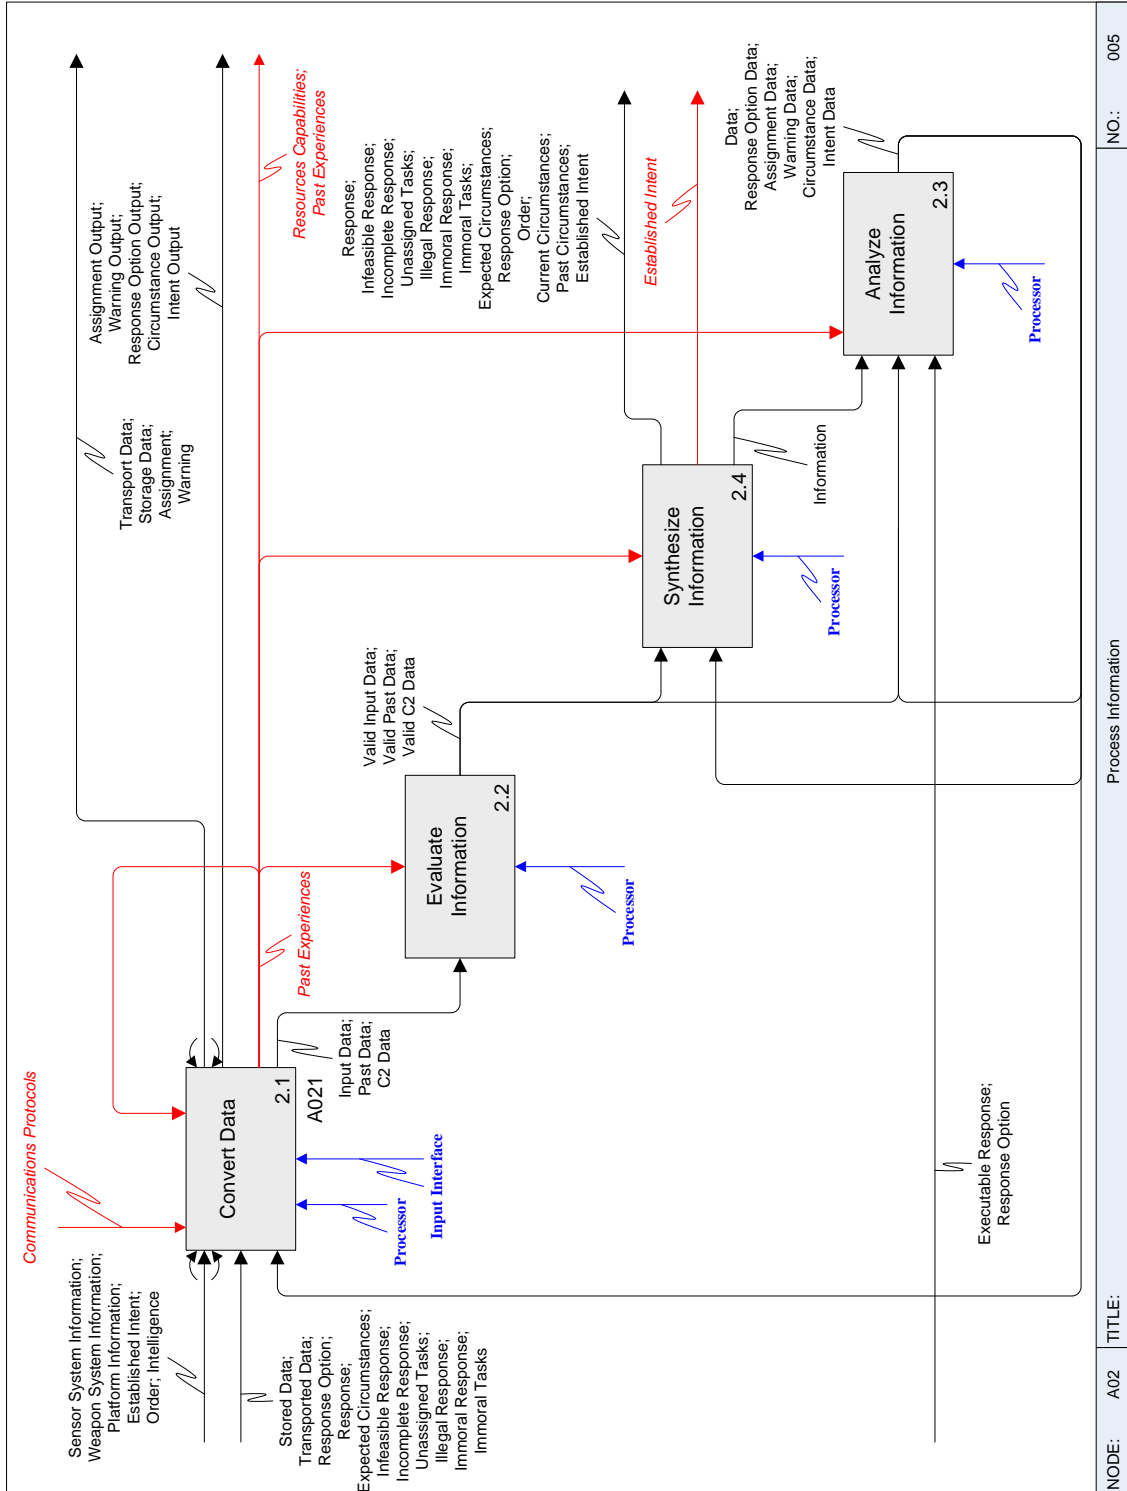 Communications Protocols
Sensor System Information;
Weapon System Information;
Platform Information;
Established Intent;
Order; Intelligence
Stored Data;
Transported Data;
Response Option;
Response;
Expected Circumstances;
Infeasible Response;
Incomplete Response;
Unassigned Tasks;
Illegal Response;
Immoral Response;
Immoral Tasks
Convert Data
2.1
A021
Processor
Input Interface
Input Data;
Past Data;
C2 Data
Past Experiences
Transport Data;
Storage Data;
Assignment;
Warning
Assignment Output;
Warning Output;
Response Option Output;
Circumstance Output;
Intent Output
Resources Capabilities;
Past Experiences
Evaluate
Information
2.2
Processor
Valid Input Data;
Valid Past Data;
Valid C2 Data
Synthesize
Information
2.4
Processor
Information
Response;
Infeasible Response;
Incomplete Response;
Unassigned Tasks;
Illegal Response;
Immoral Response;
Immoral Tasks;
Expected Circumstances;
Response Option;
Order;
Current Circumstances;
Past Circumstances;
Established Intent
Established Intent
Analyze
Information
2.3
Processor
Data;
Response Option Data;
Assignment Data;
Warning Data;
Circumstance Data;
Intent Data
Executable Response;
Response Option
NODE: A02 TITLE: Process Information NO.: 005